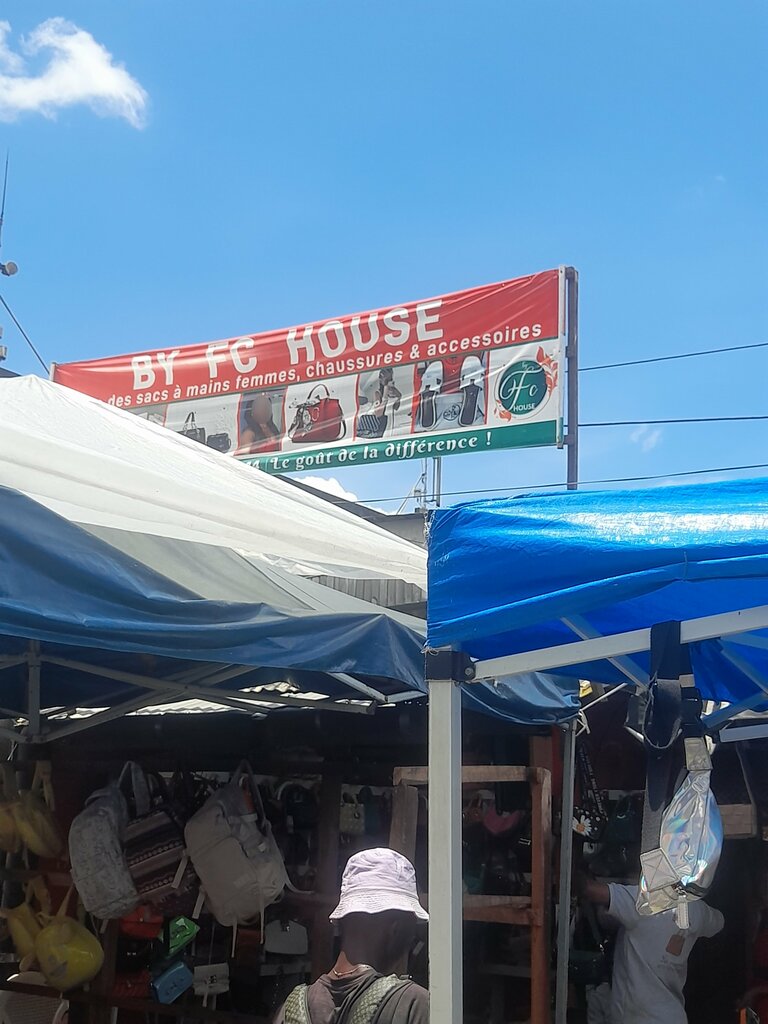 BY FC HOUSE
des sacs à mains femmes, chaussures & accessoires
Fc
HOUSE
Le goût de la différence !